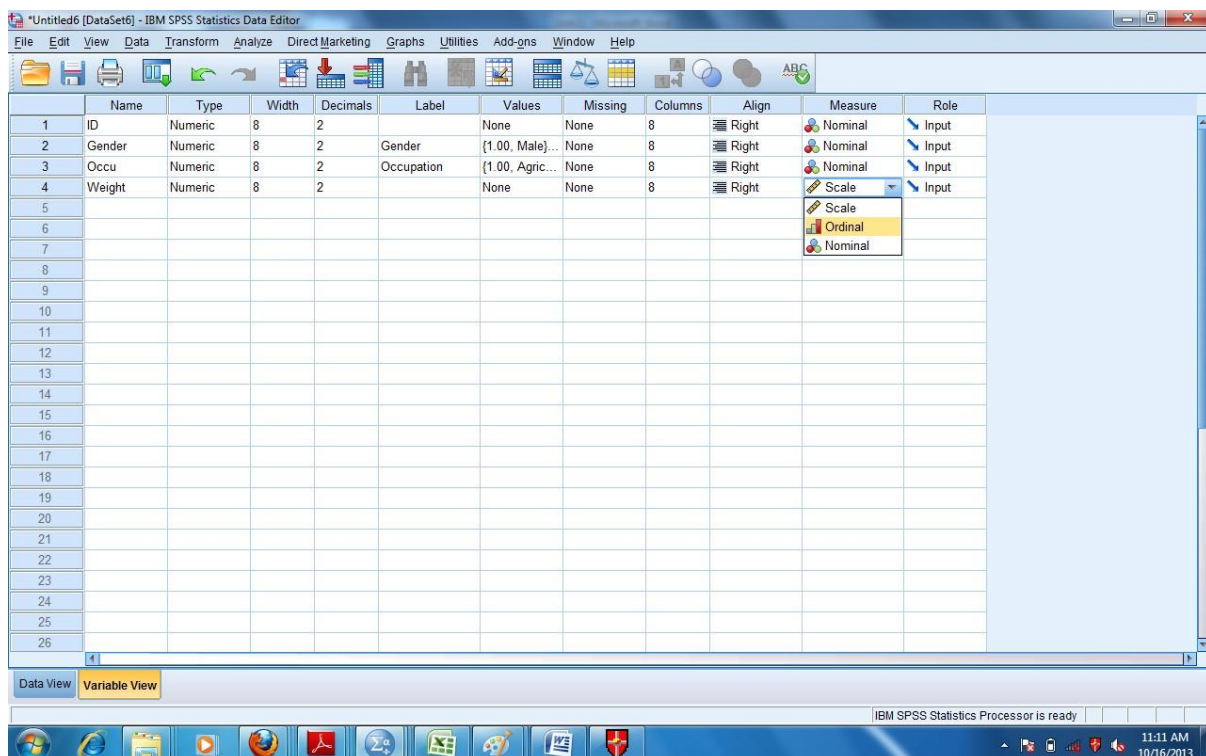 *Untitled6 [DataSet6] - IBM SPSS Statistics Data Editor
File Edit View Data Transform Analyze Direct Marketing Graphs Utilities Add-ons Window Help
Name Type Width Decimals Label Values Missing Columns Align Measure Role
1 ID Numeric 8 2 None None 8 Right Nominal Input
2 Gender Numeric 8 2 Gender {1.00, Male}... None 8 Right Nominal Input
3 Occu Numeric 8 2 Occupation {1.00, Agric... None 8 Right Nominal Input
4 Weight Numeric 8 2 None None 8 Right Scale Input
5 Scale
6 Ordinal
7 Nominal
8
9
10
11
12
13
14
15
16
17
18
19
20
21
22
23
24
25
26
Data View Variable View
IBM SPSS Statistics Processor is ready
11:11 AM
10/16/2013